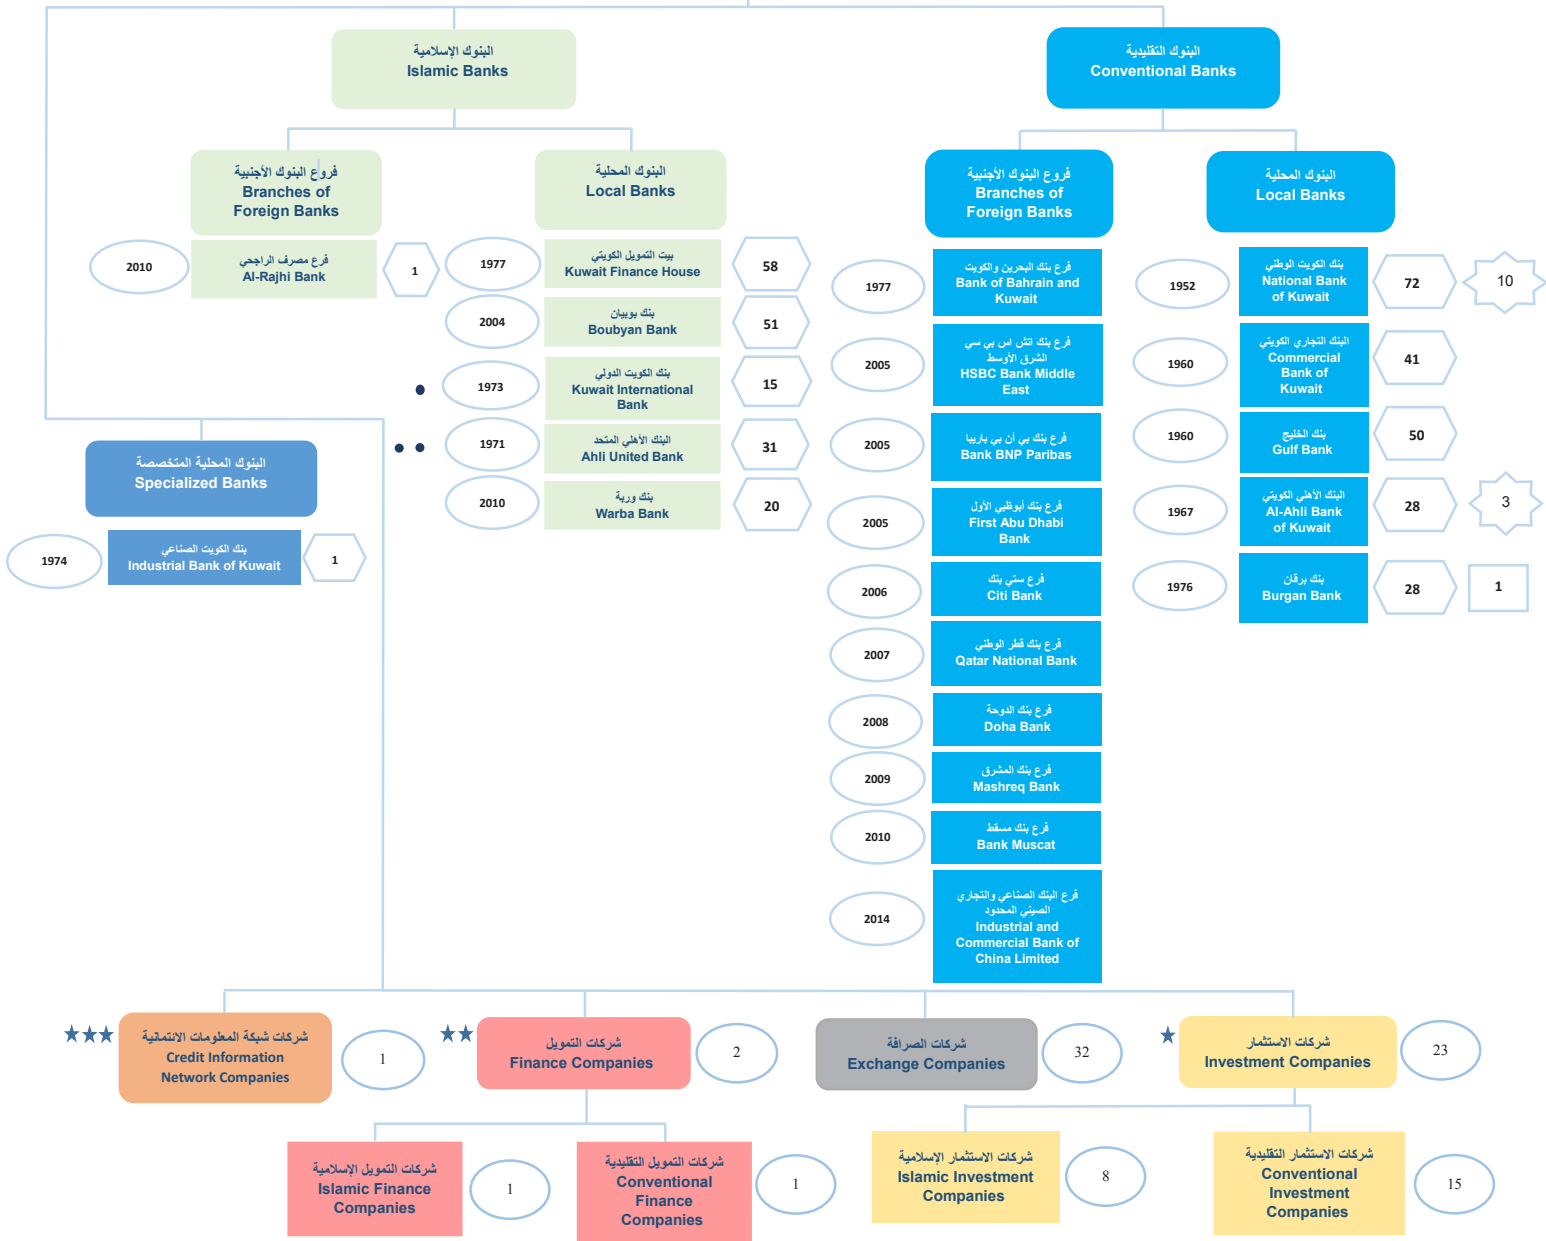 البنوك الإسلامية
Islamic Banks
البنوك التقليدية
Conventional Banks
فروع البنوك الأجنبية
Branches of
Foreign Banks
البنوك المحلية
Local Banks
فروع البنوك الأجنبية
Branches of
Foreign Banks
البنوك المحلية
Local Banks
2010
فرع مصرف الراجحي
Al-Rajhi Bank
1
1977
بيت التمويل الكويتي
Kuwait Finance House
58
2004
بنك بوبيان
Boubyan Bank
51
•
1973
بنك الكويت الدولي
Kuwait International
Bank
15
• •
1971
البنك الأهلي المتحد
Ahli United Bank
31
2010
بنك وربة
Warba Bank
20
1977
فرع بنك البحرين والكويت
Bank of Bahrain and
Kuwait
2005
فرع بنك اتش اس بي سي
الشرق الأوسط
HSBC Bank Middle
East
2005
فرع بنك بي أن بي باريبا
Bank BNP Paribas
2005
فرع بنك أبوظبي الأول
First Abu Dhabi
Bank
2006
فرع ستي بنك
Citi Bank
2007
فرع بنك قطر الوطني
Qatar National Bank
2008
فرع بنك الدوحة
Doha Bank
2009
فرع بنك المشرق
Mashreq Bank
2010
فرع بنك مسقط
Bank Muscat
2014
فرع البنك الصناعي والتجاري
الصيني المحدود
Industrial and
Commercial Bank of
China Limited
1952
بنك الكويت الوطني
National Bank
of Kuwait
72
10
1960
البنك التجاري الكويتي
Commercial
Bank of
Kuwait
41
1960
بنك الخليج
Gulf Bank
50
1967
البنك الأهلي الكويتي
Al-Ahli Bank
of Kuwait
28
3
1976
بنك برقان
Burgan Bank
28
1
البنوك المحلية المتخصصة
Specialized Banks
1974
بنك الكويت الصناعي
Industrial Bank of Kuwait
1
★★★
شركات شبكة المعلومات الائتمانية
Credit Information
Network Companies
1
★★
شركات التمويل
Finance Companies
2
شركات الصرافة
Exchange Companies
32
★
شركات الاستثمار
Investment Companies
23
شركات التمويل الإسلامية
Islamic Finance
Companies
1
شركات التمويل التقليدية
Conventional
Finance
Companies
1
شركات الاستثمار الإسلامية
Islamic Investment
Companies
8
شركات الاستثمار التقليدية
Conventional
Investment
Companies
15